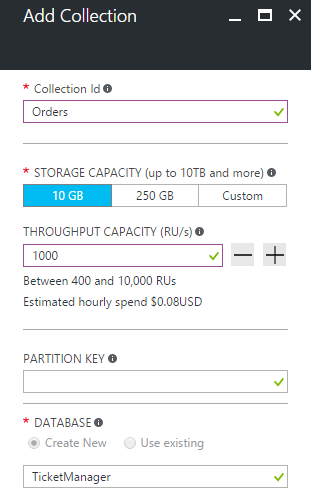 Add Collection
* Collection Id
Orders
* STORAGE CAPACITY (up to 10TB and more)
10 GB 250 GB Custom
THROUGHPUT CAPACITY (RU/s)
1000
Between 400 and 10,000 RUs
Estimated hourly spend $0.08USD
PARTITION KEY
* DATABASE
Create New Use existing
TicketManager